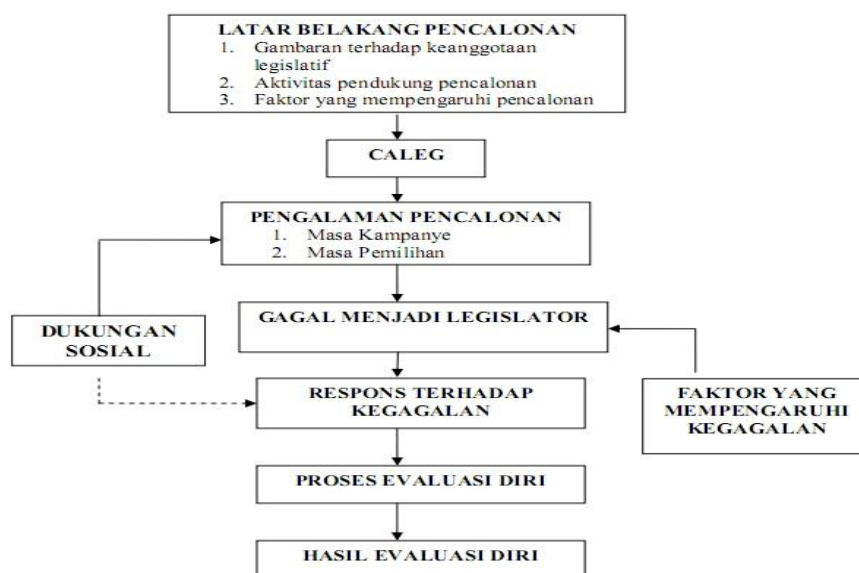 LATAR BELAKANG PENCALONAN
1. Gambaran terhadap keanggotaan
legislatif
2. Aktivitas pendukung pencalonan
3. Faktor yang mempengaruhi pencalonan
CALEG
PENGALAMAN PENCALONAN
1. Masa Kampanye
2. Masa Pemilihan
GAGAL MENJADI LEGISLATOR
DUKUNGAN
SOSIAL
RESPONS TERHADAP
KEGAGALAN
FAKTOR YANG
MEMPENGARUHI
KEGAGALAN
PROSES EVALUASI DIRI
HASIL EVALUASI DIRI